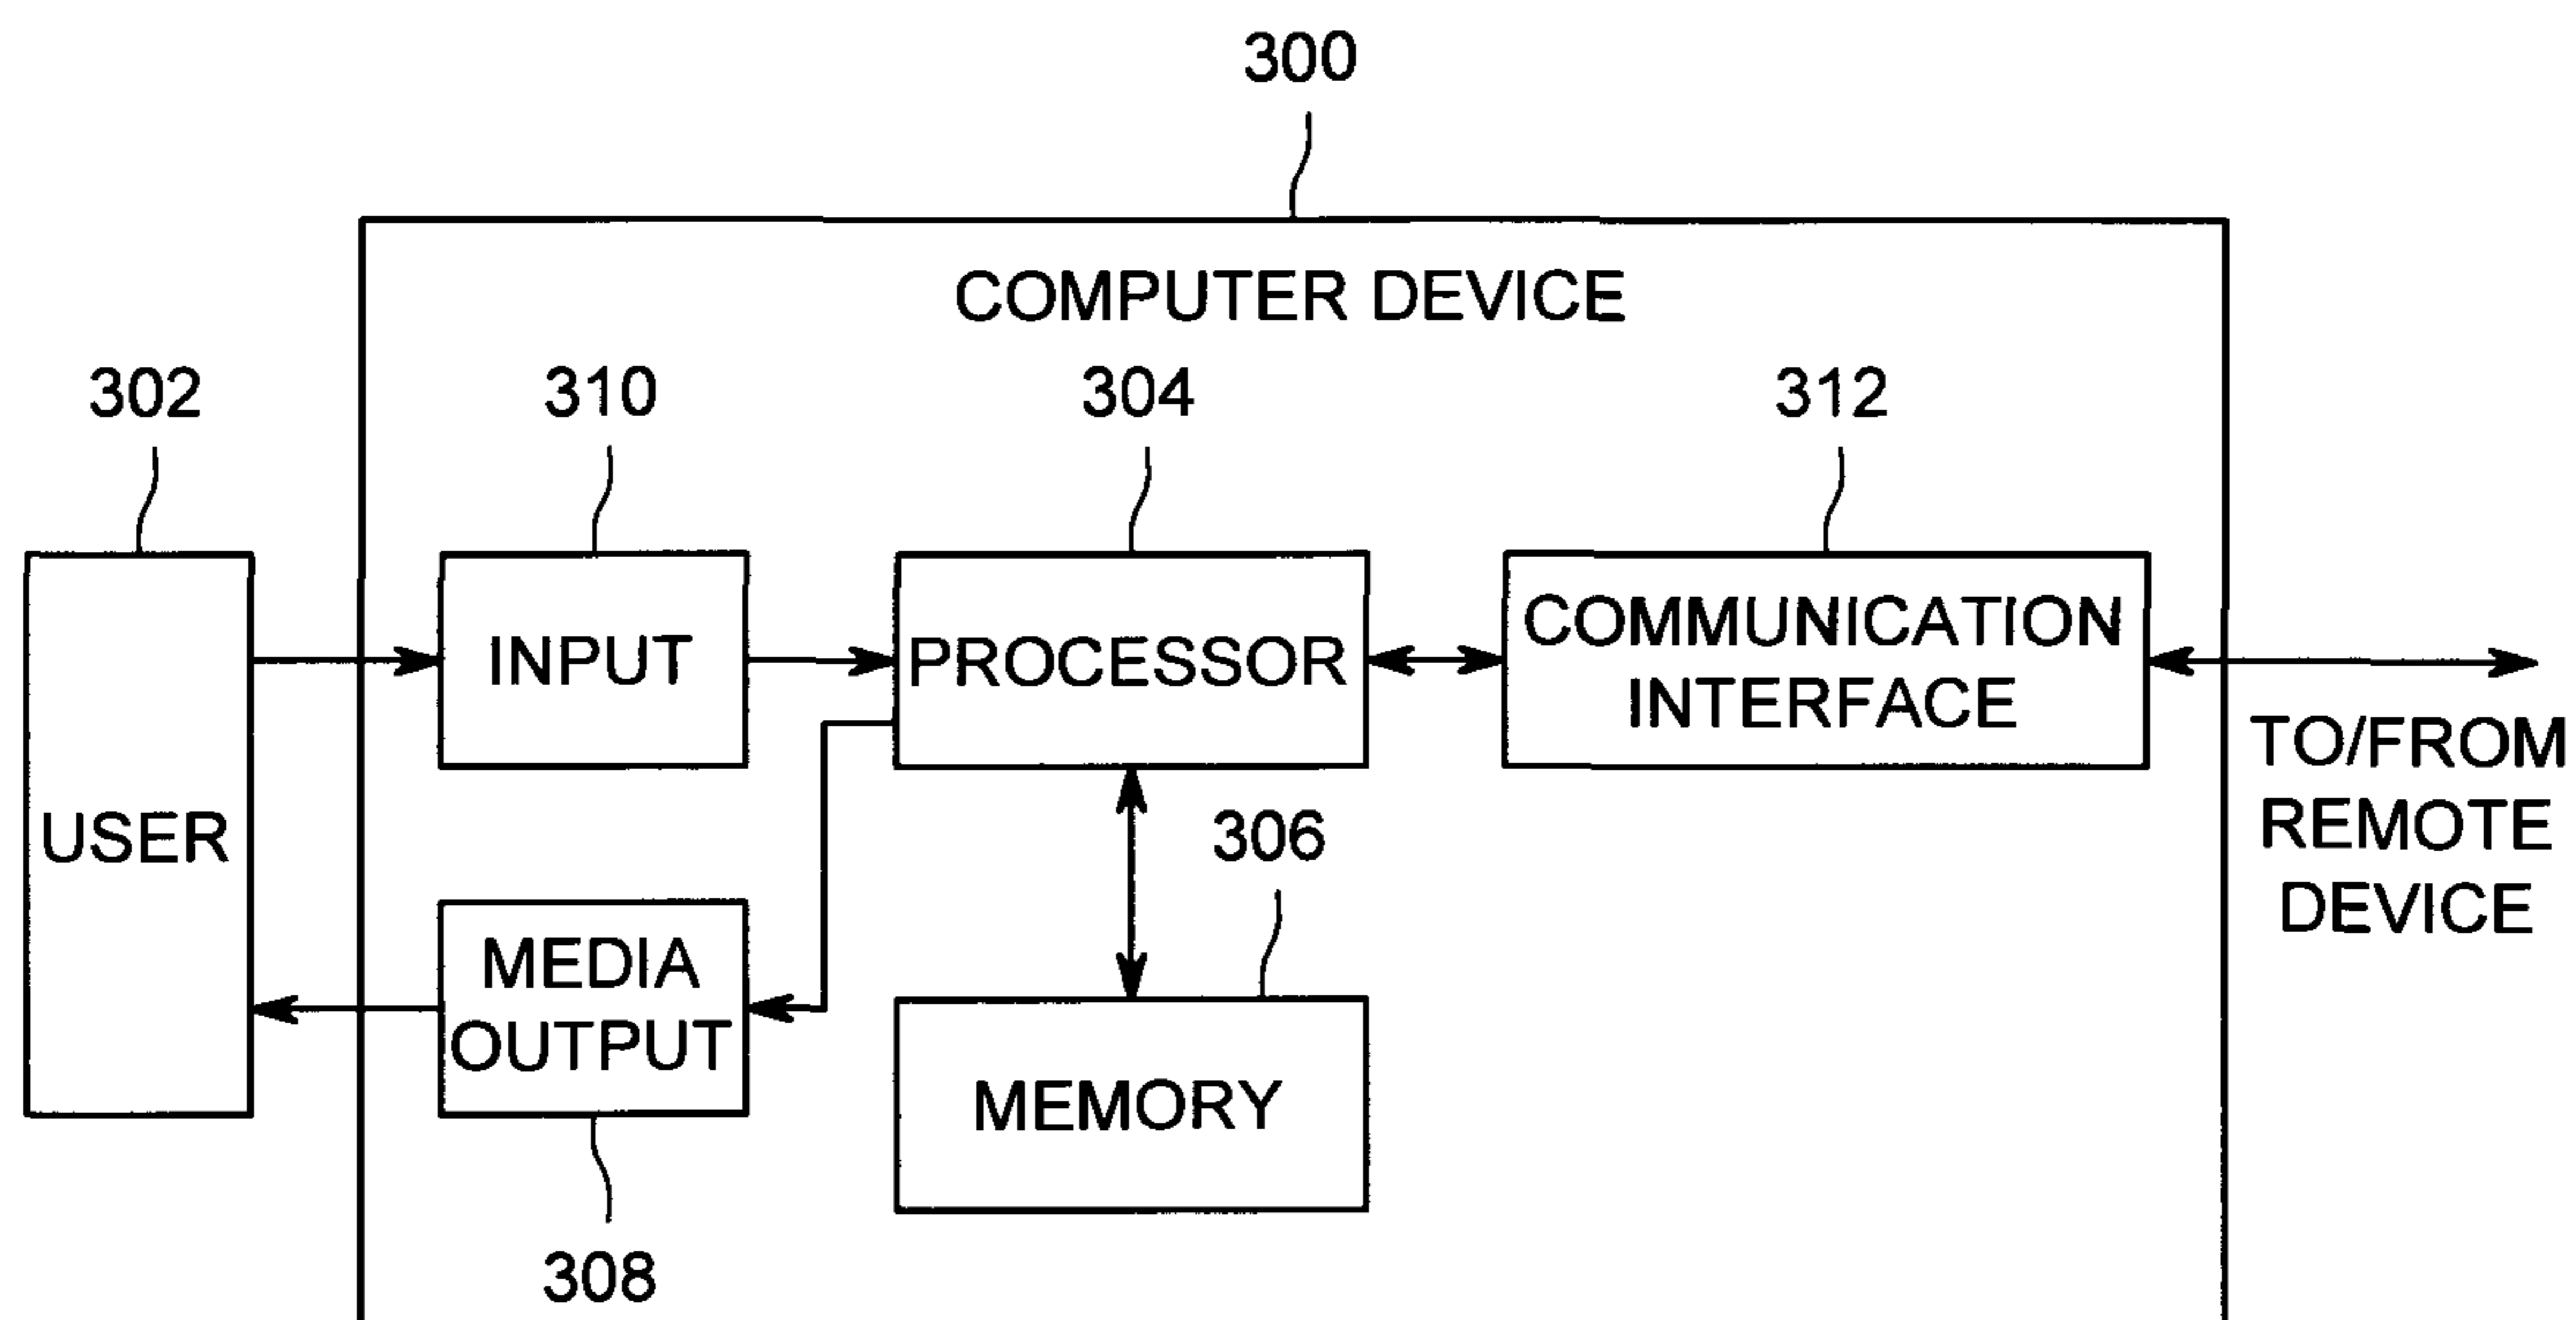 300
COMPUTER DEVICE
302
310
304
312
INPUT
PROCESSOR
COMMUNICATION
INTERFACE
TO/FROM
REMOTE
DEVICE
USER
306
MEDIA
OUTPUT
MEMORY
308